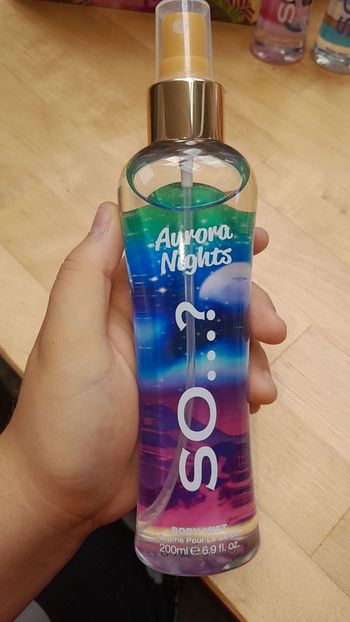 Aurora
Nights
SO...?
BODY MIST
Brume Pour Le Corps
200ml ℮ 6.9 fl. oz.